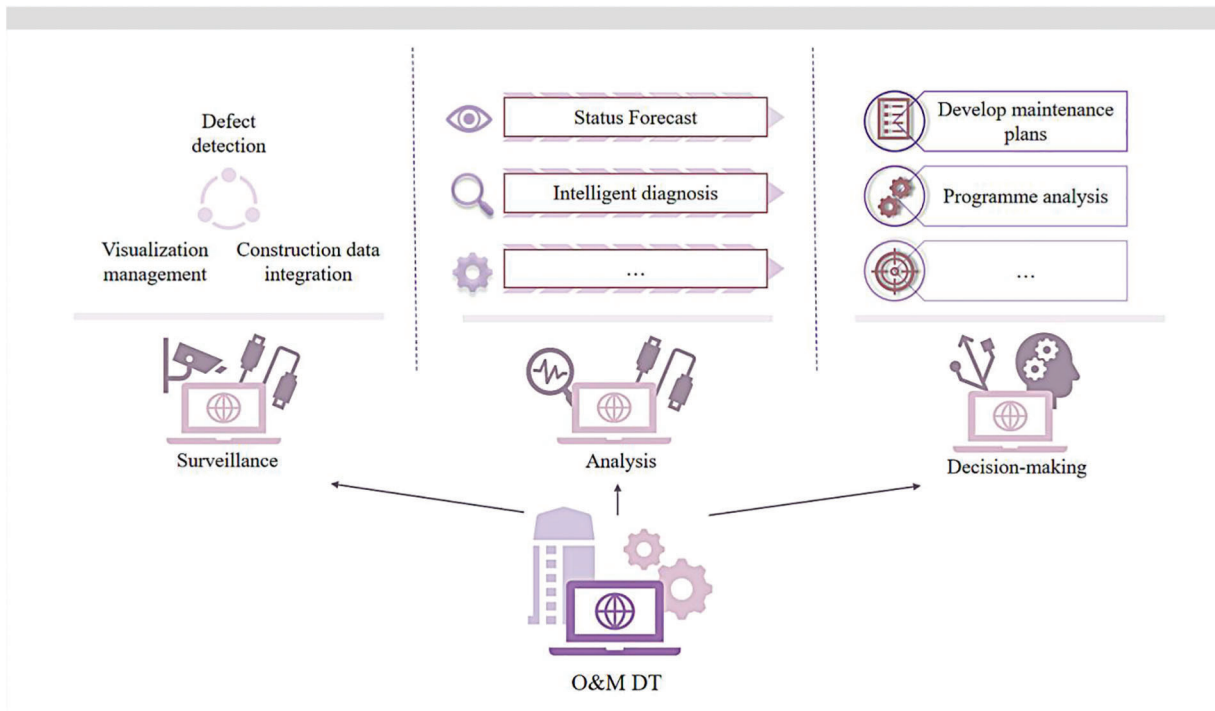 Defect
detection
Visualization
management
Construction data
integration
Surveillance
Status Forecast
Intelligent diagnosis
...
Analysis
Develop maintenance
plans
Programme analysis
...
Decision-making
O&M DT